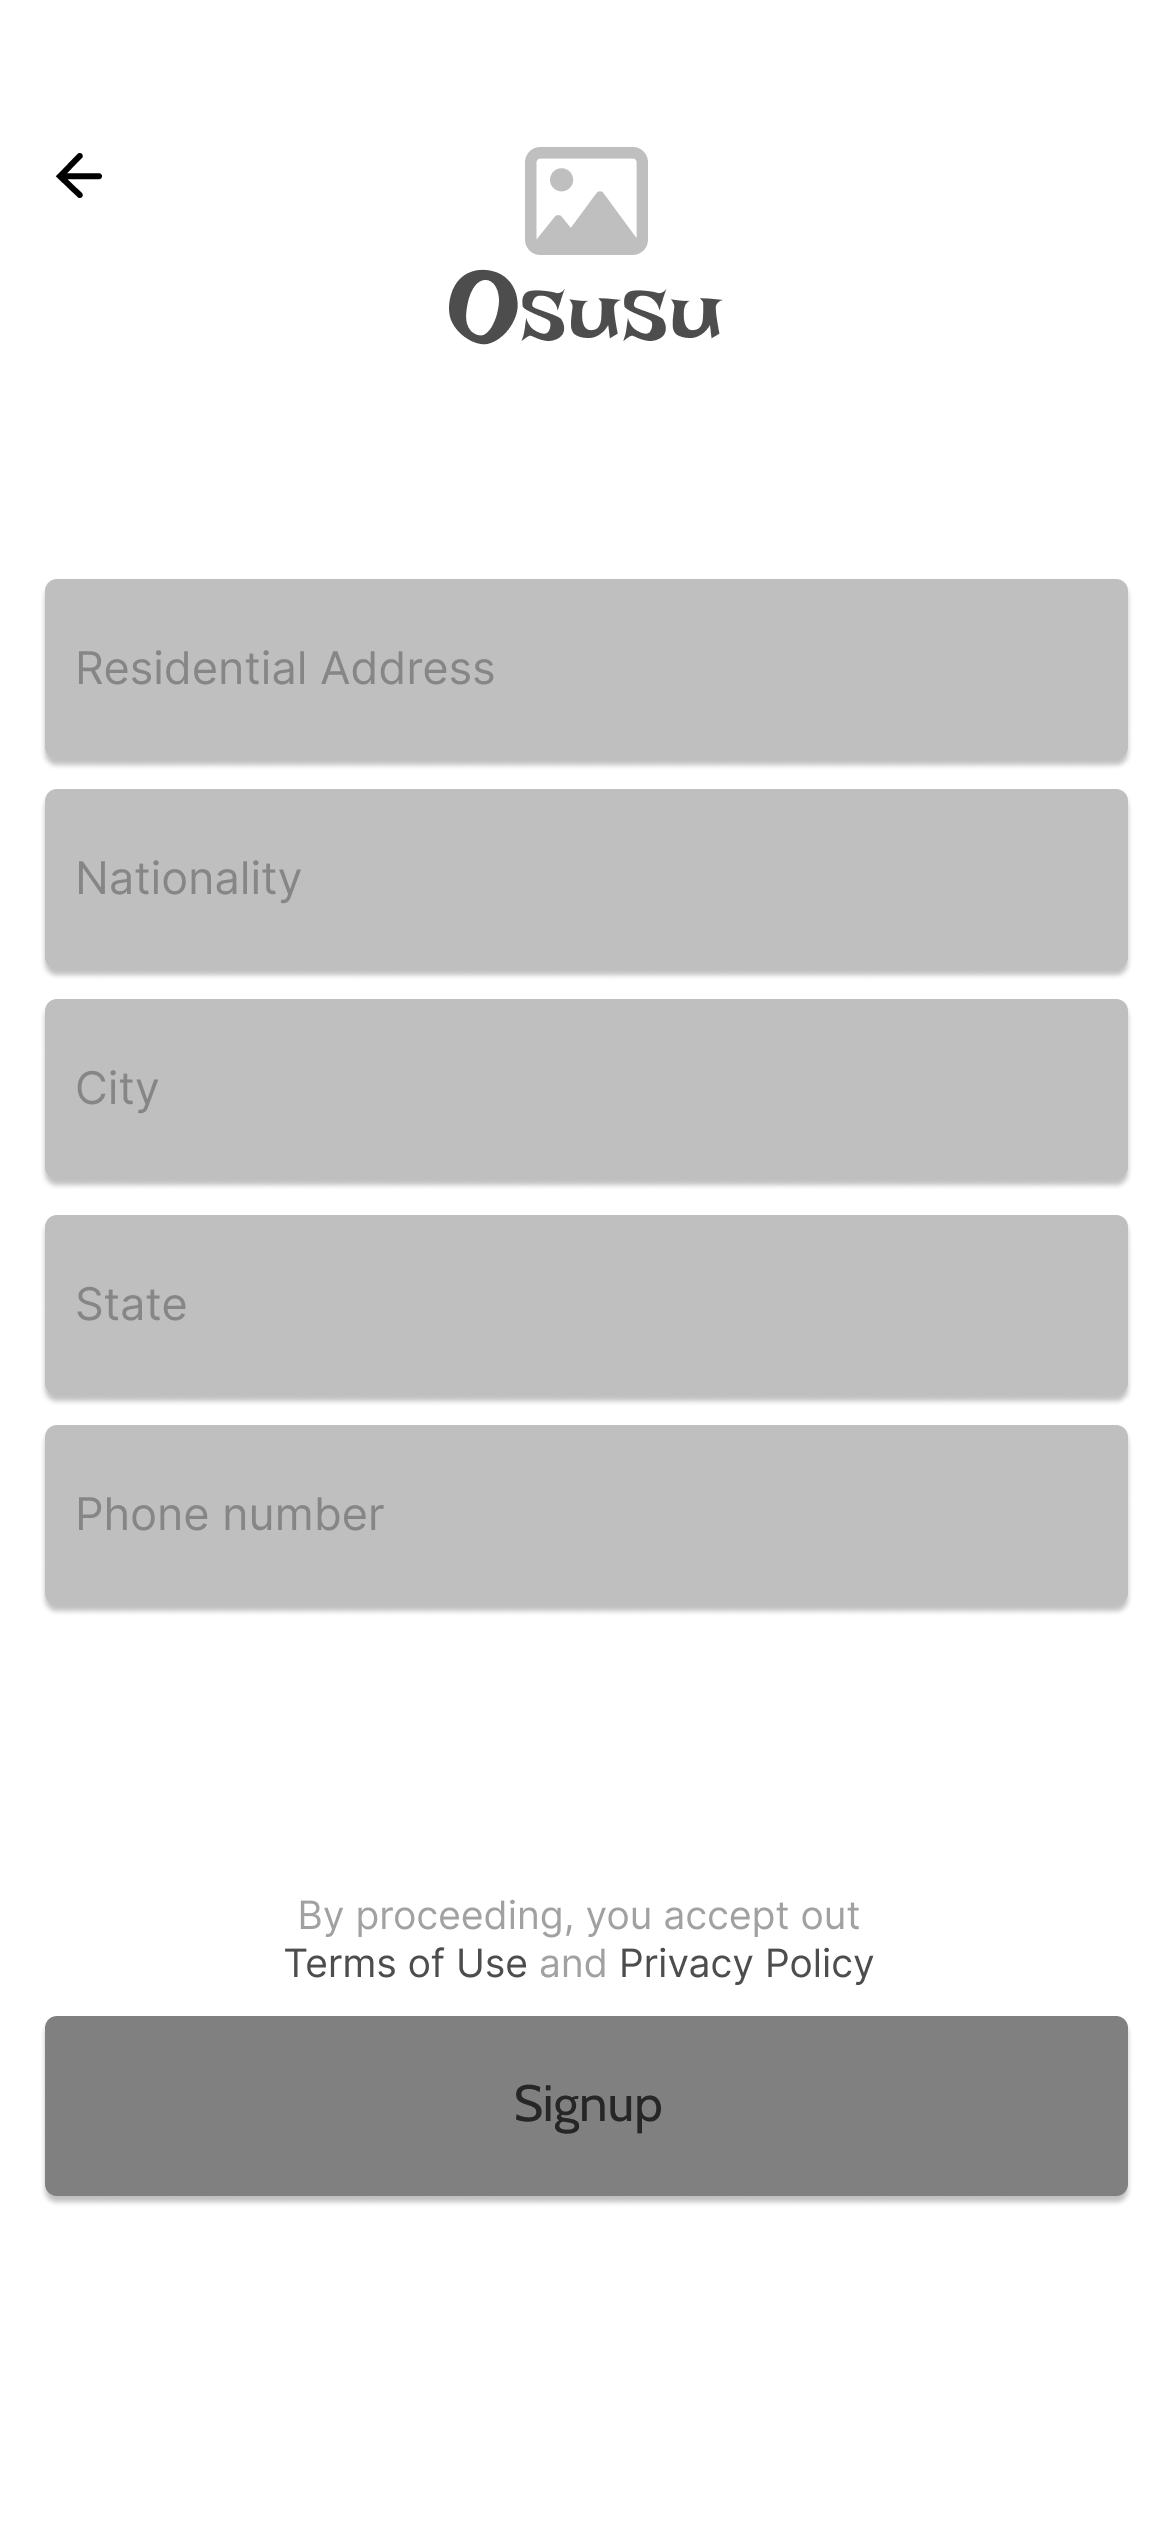 Osusu
Residential Address
Nationality
City
State
Phone number
By proceeding, you accept out
Terms of Use and Privacy Policy
Signup